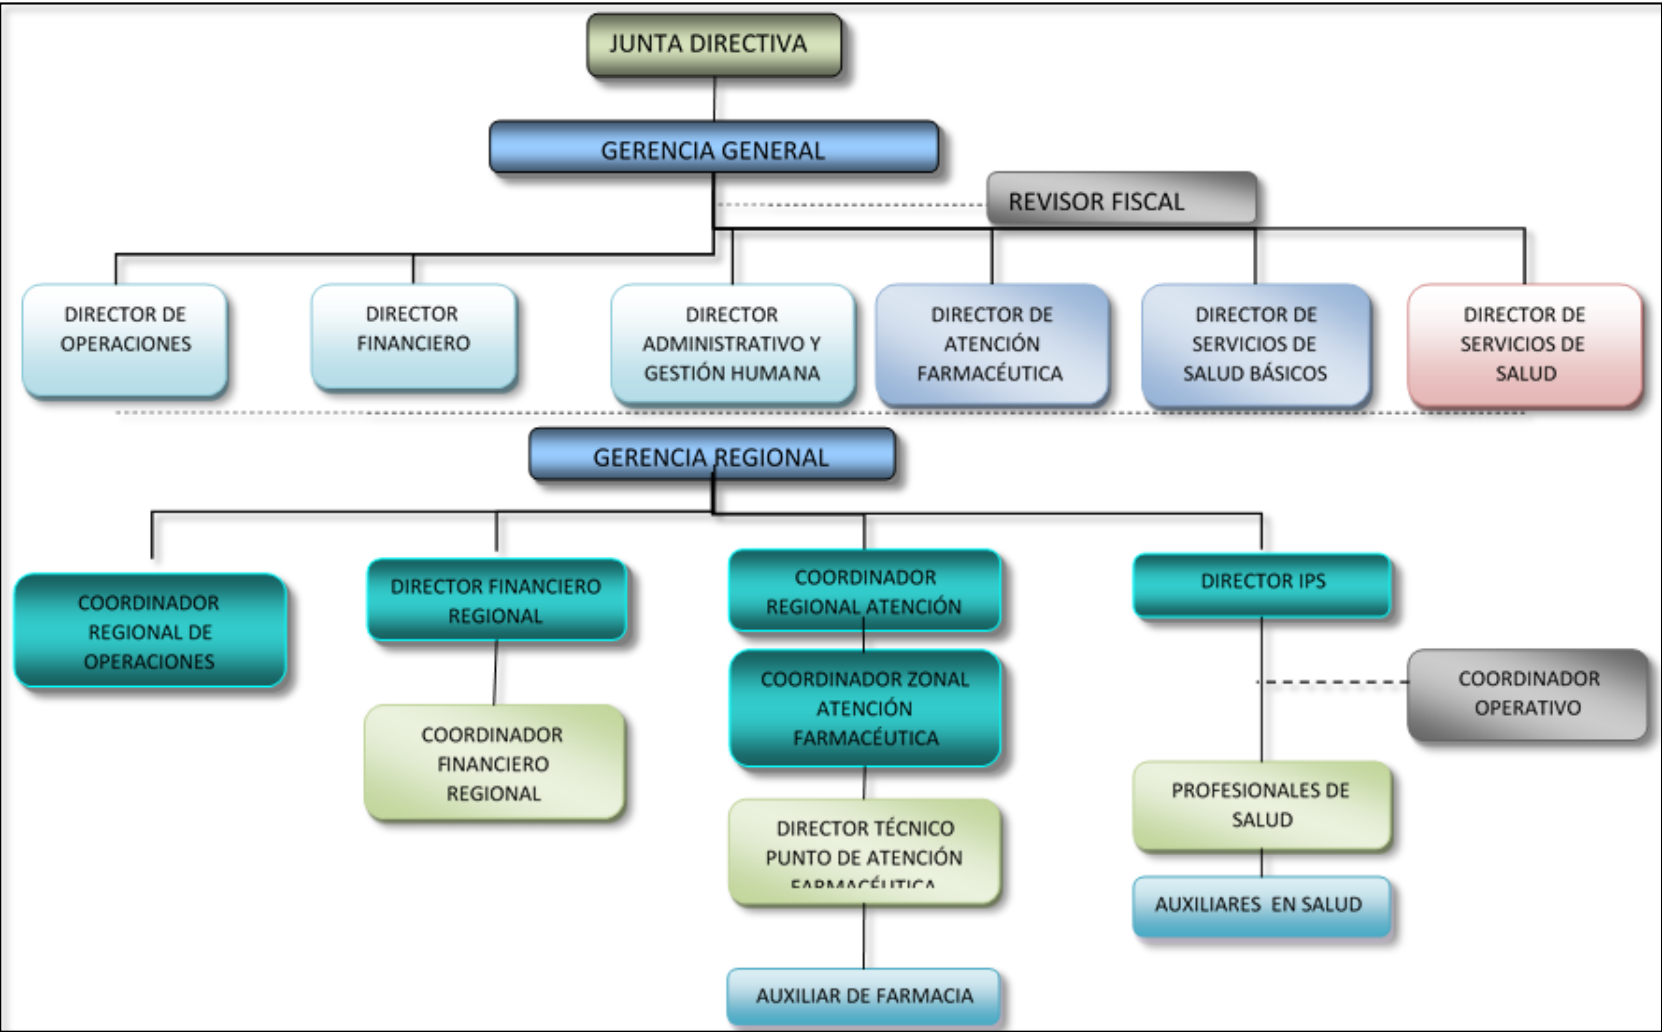 JUNTA DIRECTIVA
GERENCIA GENERAL
REVISOR FISCAL
DIRECTOR DE
OPERACIONES
DIRECTOR
FINANCIERO
DIRECTOR
ADMINISTRATIVO Y
GESTIÓN HUMANA
DIRECTOR DE
ATENCIÓN
FARMACÉUTICA
DIRECTOR DE
SERVICIOS DE
SALUD BÁSICOS
DIRECTOR DE
SERVICIOS DE
SALUD
GERENCIA REGIONAL
COORDINADOR
REGIONAL DE
OPERACIONES
DIRECTOR FINANCIERO
REGIONAL
COORDINADOR
FINANCIERO
REGIONAL
COORDINADOR
REGIONAL ATENCIÓN
COORDINADOR ZONAL
ATENCIÓN
FARMACÉUTICA
DIRECTOR TÉCNICO
PUNTO DE ATENCIÓN
FARMACÉUTICA
AUXILIAR DE FARMACIA
DIRECTOR IPS
COORDINADOR
OPERATIVO
PROFESIONALES DE
SALUD
AUXILIARES EN SALUD